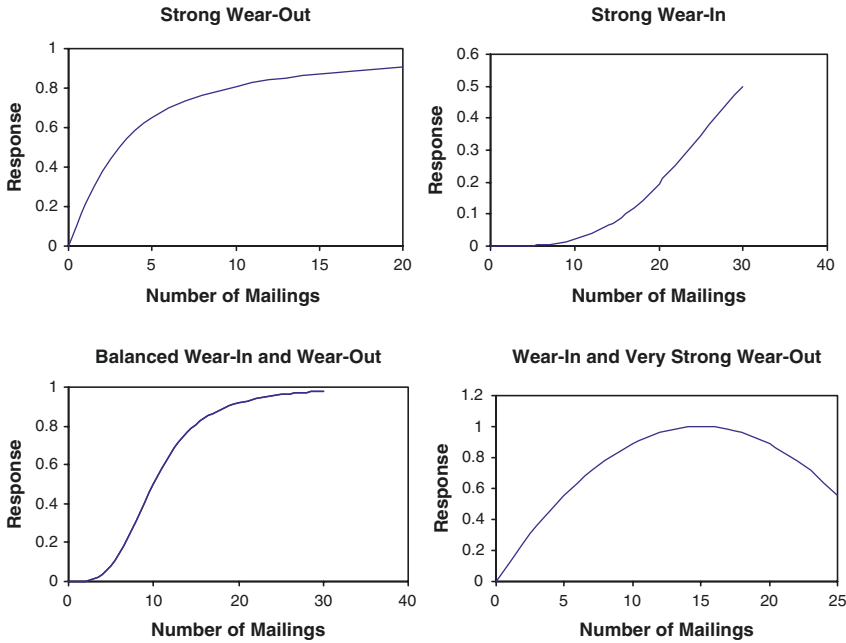 Strong Wear-Out
1
0.8
0.6
0.4
0.2
0
Response
0 5 10 15 20
Number of Mailings
Strong Wear-In
0.6
0.5
0.4
0.3
0.2
0.1
0
Response
0 10 20 30 40
Number of Mailings
Balanced Wear-In and Wear-Out
1
0.8
0.6
0.4
0.2
0
Response
0 10 20 30 40
Number of Mailings
Wear-In and Very Strong Wear-Out
1.2
1
0.8
0.6
0.4
0.2
0
Response
0 5 10 15 20 25
Number of Mailings